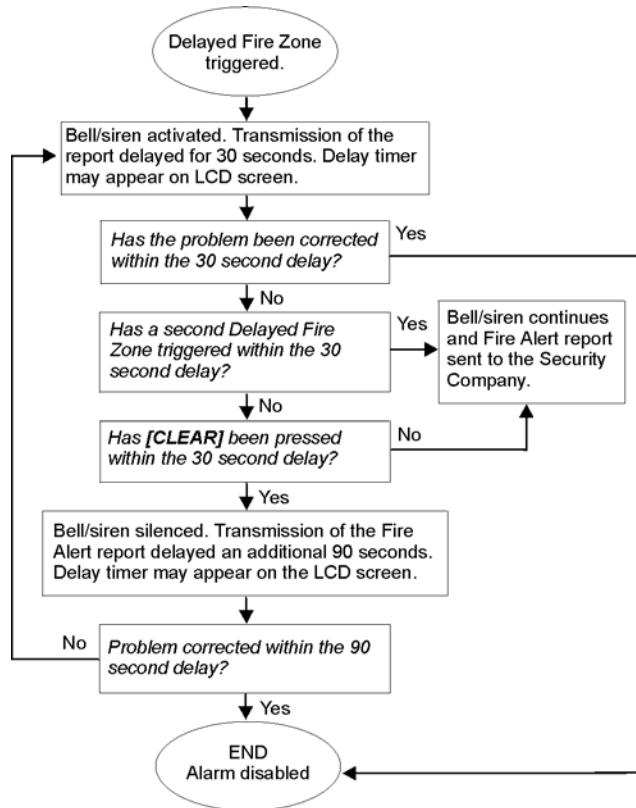 Delayed Fire Zone
triggered.
Bell/siren activated. Transmission of the
report delayed for 30 seconds. Delay timer
may appear on LCD screen.
Has the problem been corrected
within the 30 second delay?
Yes
No
Has a second Delayed Fire
Zone triggered within the 30
second delay?
Yes
Bell/siren continues
and Fire Alert report
sent to the Security
Company.
No
Has [CLEAR] been pressed
within the 30 second delay?
No
Yes
Bell/siren silenced. Transmission of the Fire
Alert report delayed an additional 90 seconds.
Delay timer may appear on the LCD screen.
No
Problem corrected within the 90
second delay?
Yes
END
Alarm disabled